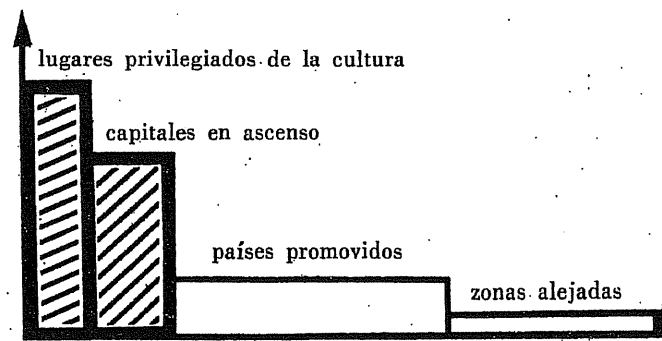 lugares privilegiados de la cultura
capitales en ascenso
países promovidos
zonas alejadas